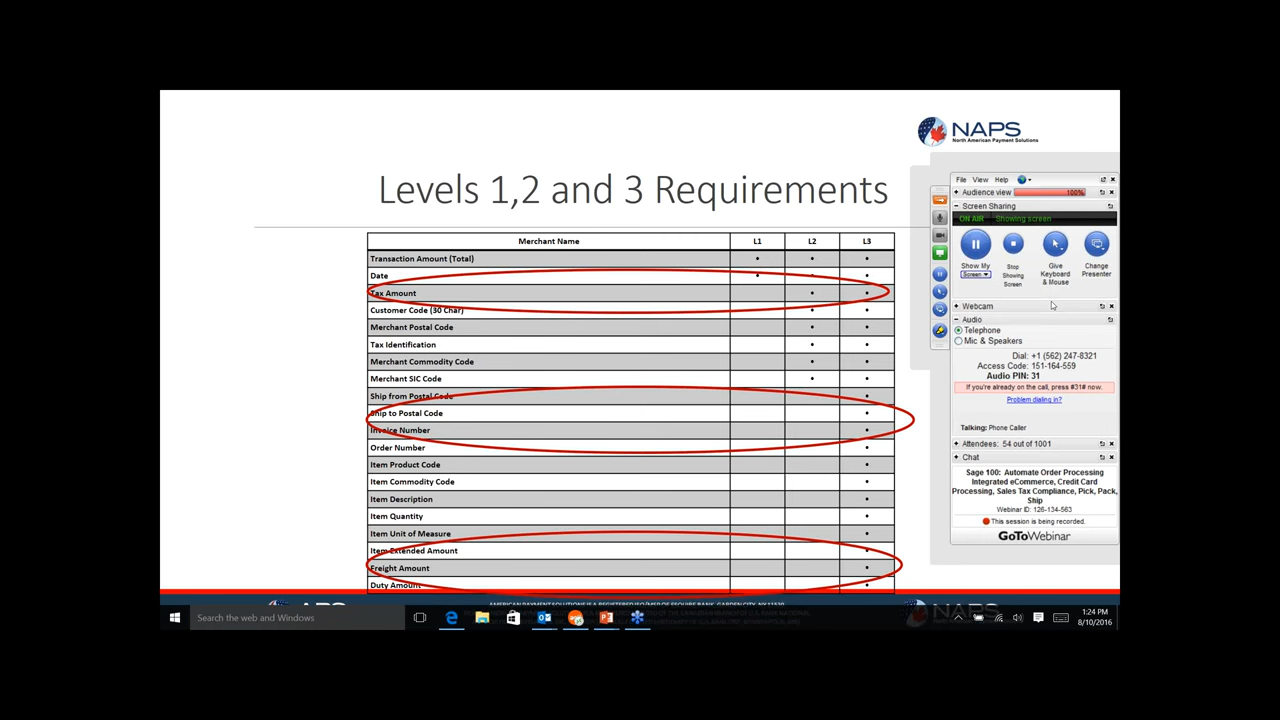 NAPS
North American Payment Solutions
Levels 1,2 and 3 Requirements
Merchant Name L1 L2 L3
Transaction Amount (Total) • • •
Date • • •
Tax Amount • •
Customer Code (30 Char) • •
Merchant Postal Code • •
Tax Identification • •
Merchant Commodity Code • •
Merchant SIC Code • •
Ship from Postal Code •
Ship to Postal Code •
Invoice Number •
Order Number •
Item Product Code •
Item Commodity Code •
Item Description •
Item Quantity •
Item Unit of Measure •
Item Extended Amount •
Freight Amount •
Duty Amount •
File View Help
Audience view 100%
Screen Sharing
ON AIR Showing screen
Show My Screen
Stop Showing Screen
Give Keyboard & Mouse
Change Presenter
Webcam
Audio
Telephone
Mic & Speakers
Dial: +1 (562) 247-8321
Access Code: 151-164-559
Audio PIN: 31
If you're already on the call, press #31# now.
Problem dialing in?
Talking: Phone Caller
Attendees: 54 out of 1001
Chat
Sage 100: Automate Order Processing
Integrated eCommerce, Credit Card
Processing, Sales Tax Compliance, Pick, Pack,
Ship
Webinar ID: 126-134-563
This session is being recorded.
GoToWebinar
Search the web and Windows
1:24 PM
8/10/2016